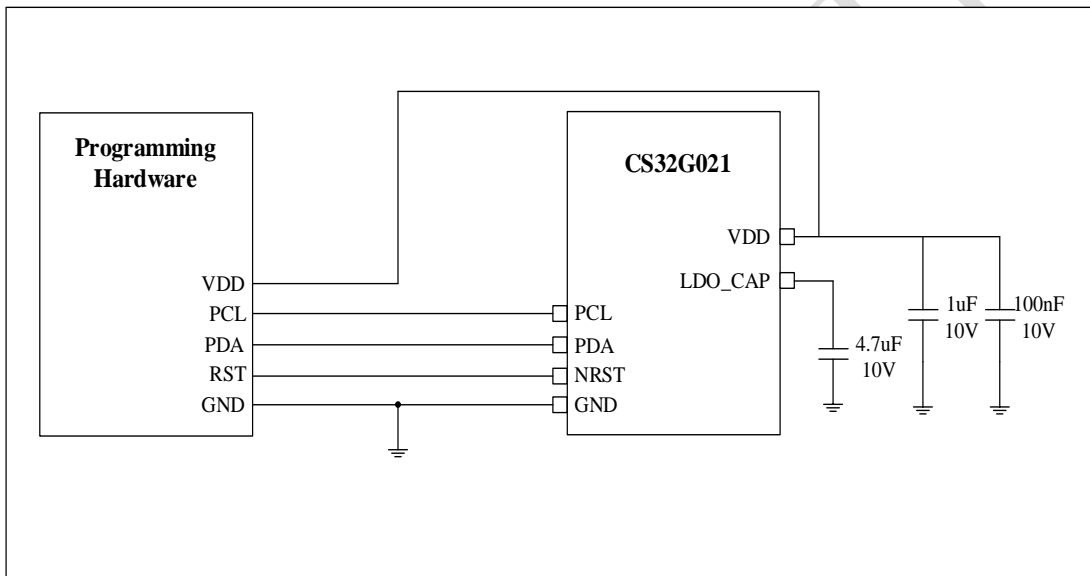 Programming
Hardware
VDD
PCL
PDA
RST
GND
CS32G021
VDD
LDO_CAP
PCL
PDA
NRST
GND
4.7uF
10V
1uF
10V
100nF
10V